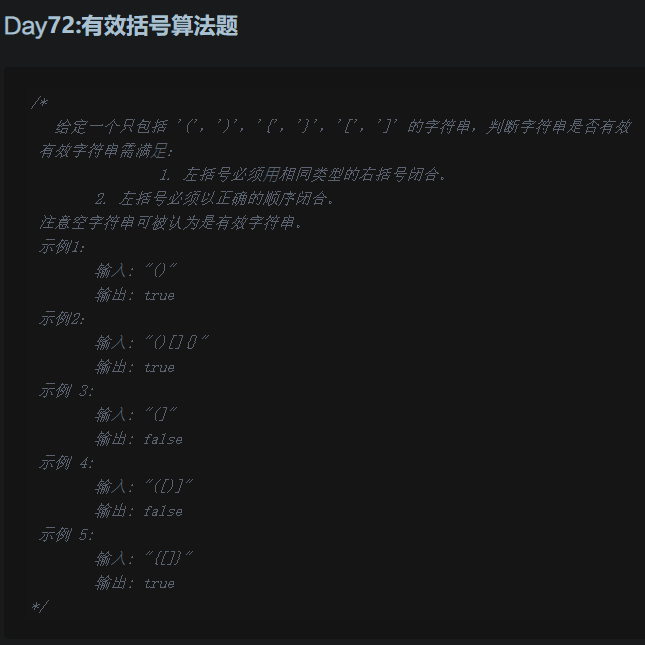 Day72:有效括号算法题
/*
给定一个只包括 '(', ')', '{', '}', '[', ']' 的字符串, 判断字符串是否有效
有效字符串需满足:
1. 左括号必须用相同类型的右括号闭合。
2. 左括号必须以正确的顺序闭合。
注意空字符串可被认为是有效字符串。
示例1:
输入: "()"
输出: true
示例2:
输入: "()[]{}"
输出: true
示例 3:
输入: "(]"
输出: false
示例 4:
输入: "([)]"
输出: false
示例 5:
输入: "{[]}"
输出: true
*/